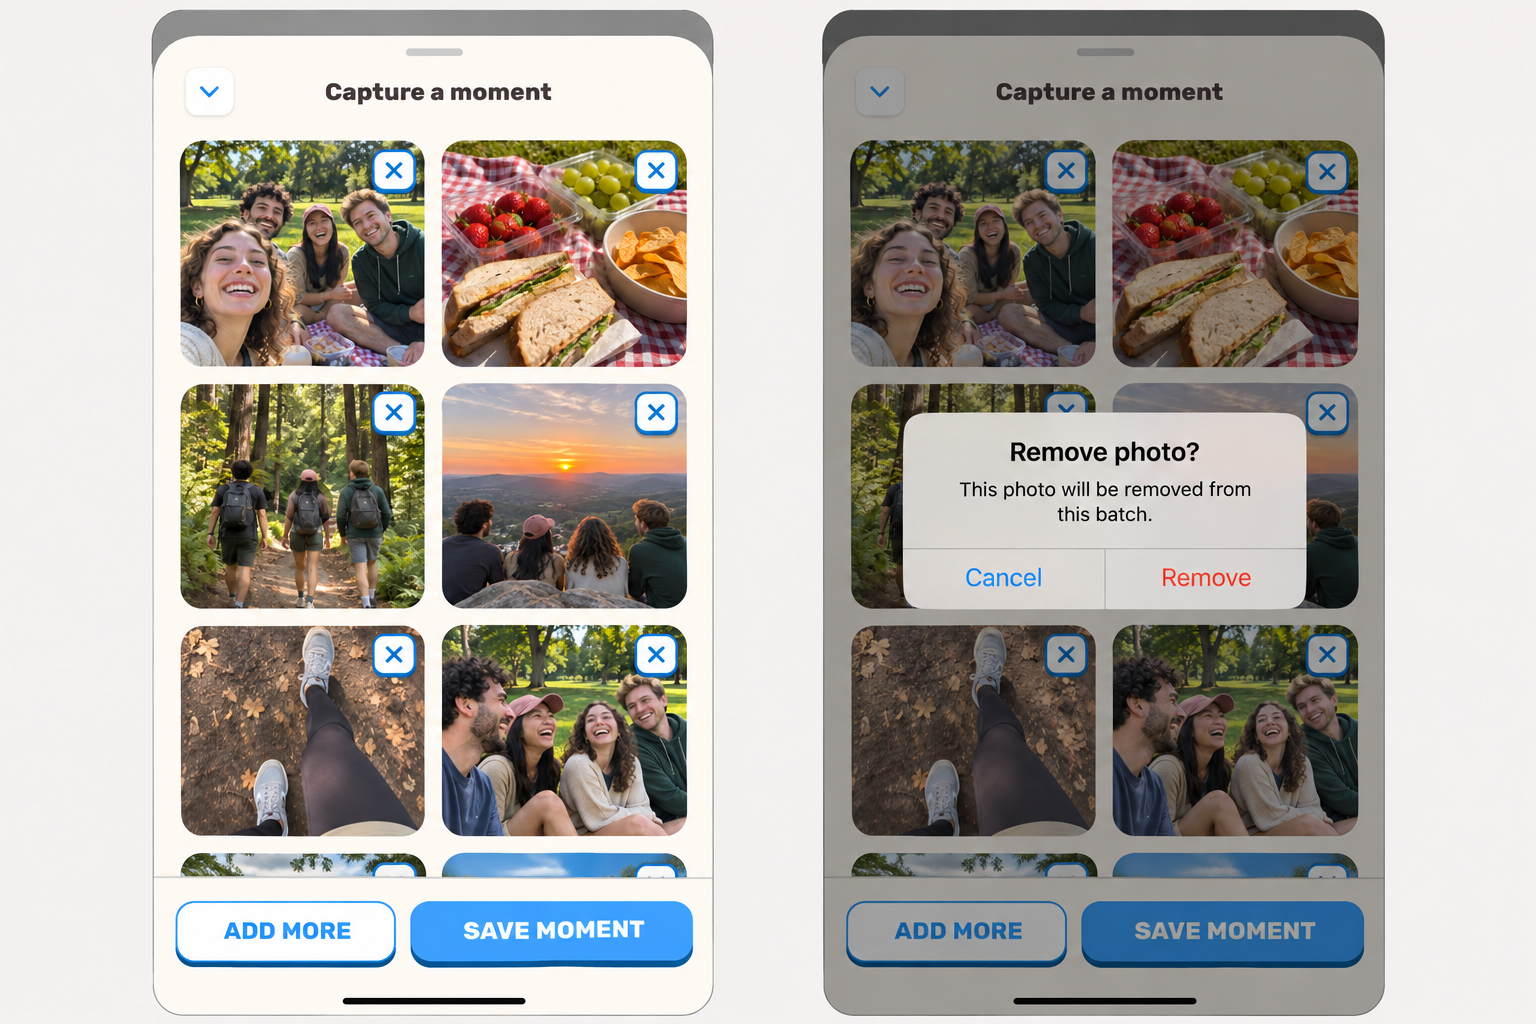 Capture a moment
ADD MORE
SAVE MOMENT
Capture a moment
Remove photo?
This photo will be removed from
this batch.
Cancel
Remove
ADD MORE
SAVE MOMENT